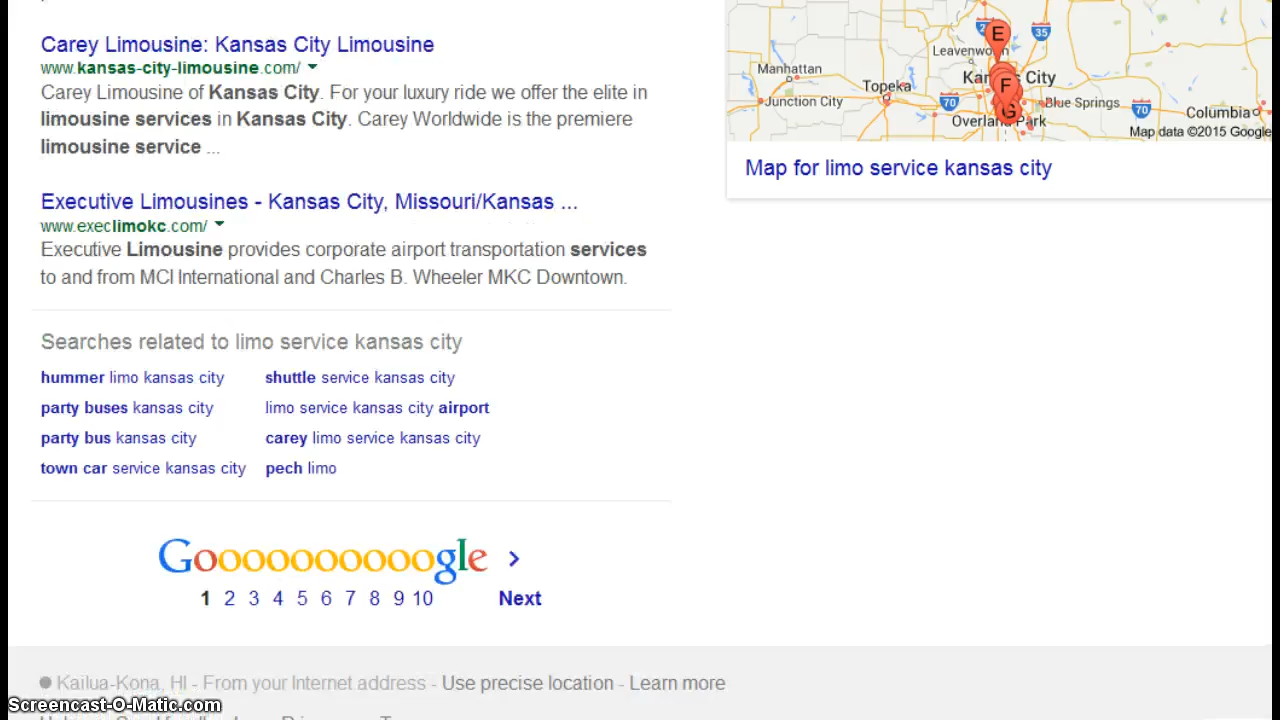 Carey Limousine: Kansas City Limousine
www.kansas-city-limousine.com/
Carey Limousine of Kansas City. For your luxury ride we offer the elite in
limousine services in Kansas City. Carey Worldwide is the premiere
limousine service ...
Executive Limousines - Kansas City, Missouri/Kansas ...
www.execlimokc.com/
Executive Limousine provides corporate airport transportation services
to and from MCI International and Charles B. Wheeler MKC Downtown.
Searches related to limo service kansas city
hummer limo kansas city
party buses kansas city
party bus kansas city
town car service kansas city
shuttle service kansas city
limo service kansas city airport
carey limo service kansas city
pech limo
Goooooooooogle >
1 2 3 4 5 6 7 8 9 10 Next
E
35
Manhattan
Topeka
Junction City
70
F
G
Blue Springs
70
Columbia
Map data ©2015 Google
Map for limo service kansas city
Kailua-Kona, HI - From your Internet address - Use precise location - Learn more
Screencast-O-Matic.com